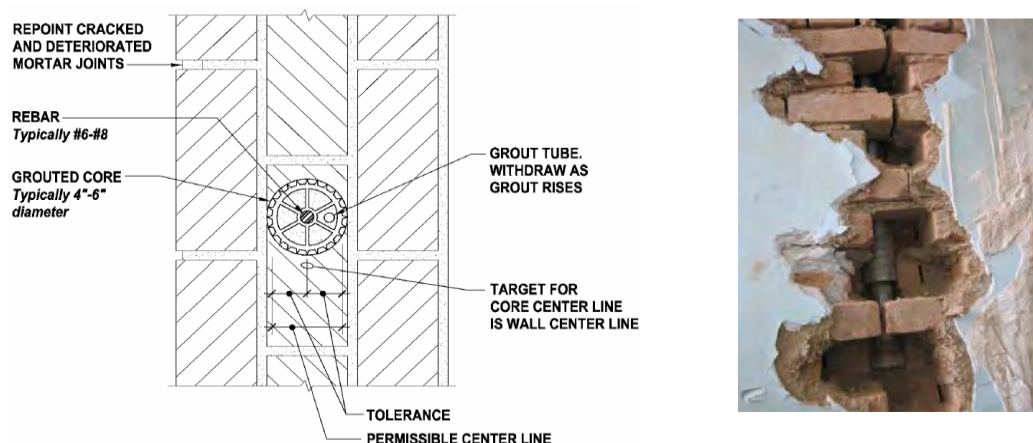 REPOINT CRACKED
AND DETERIORATED
MORTAR JOINTS
REBAR
Typically #6-#8
GROUTED CORE
Typically 4"-6"
diameter
GROUT TUBE.
WITHDRAW AS
GROUT RISES
TARGET FOR
CORE CENTER LINE
IS WALL CENTER LINE
TOLERANCE
PERMISSIBLE CENTER LINE